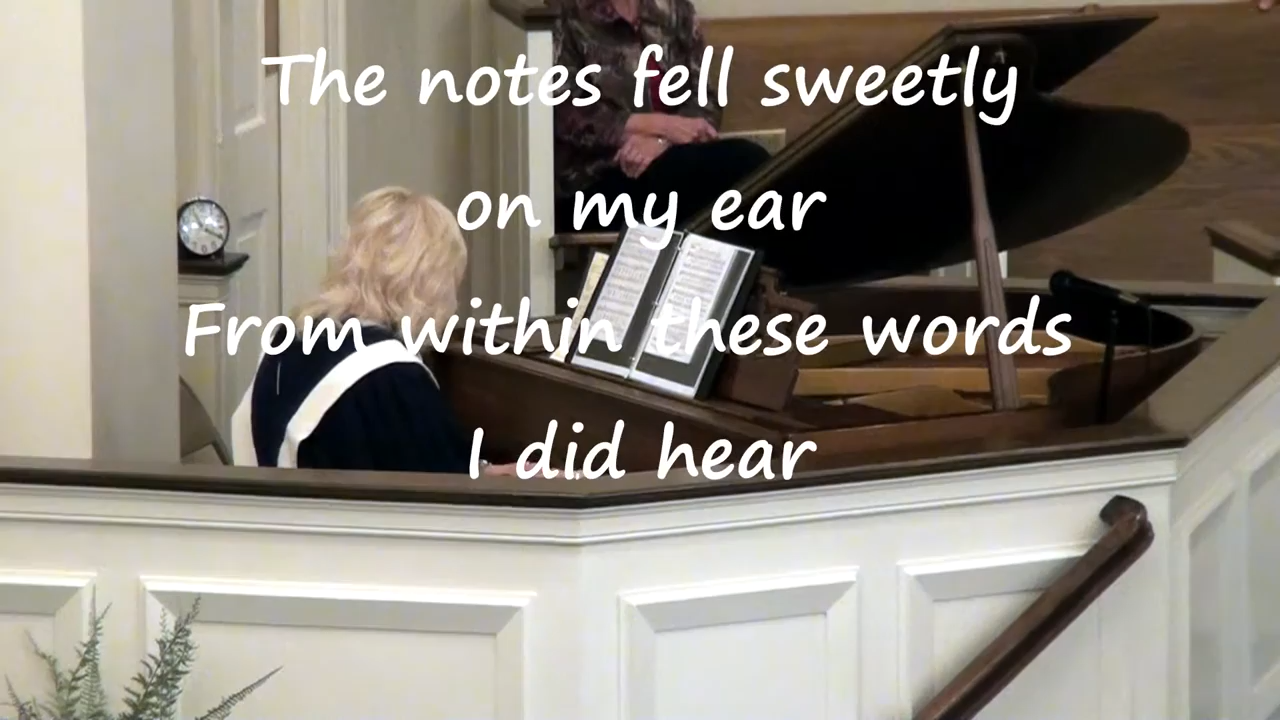 The notes fell sweetly
on my ear
From within these words
I did hear